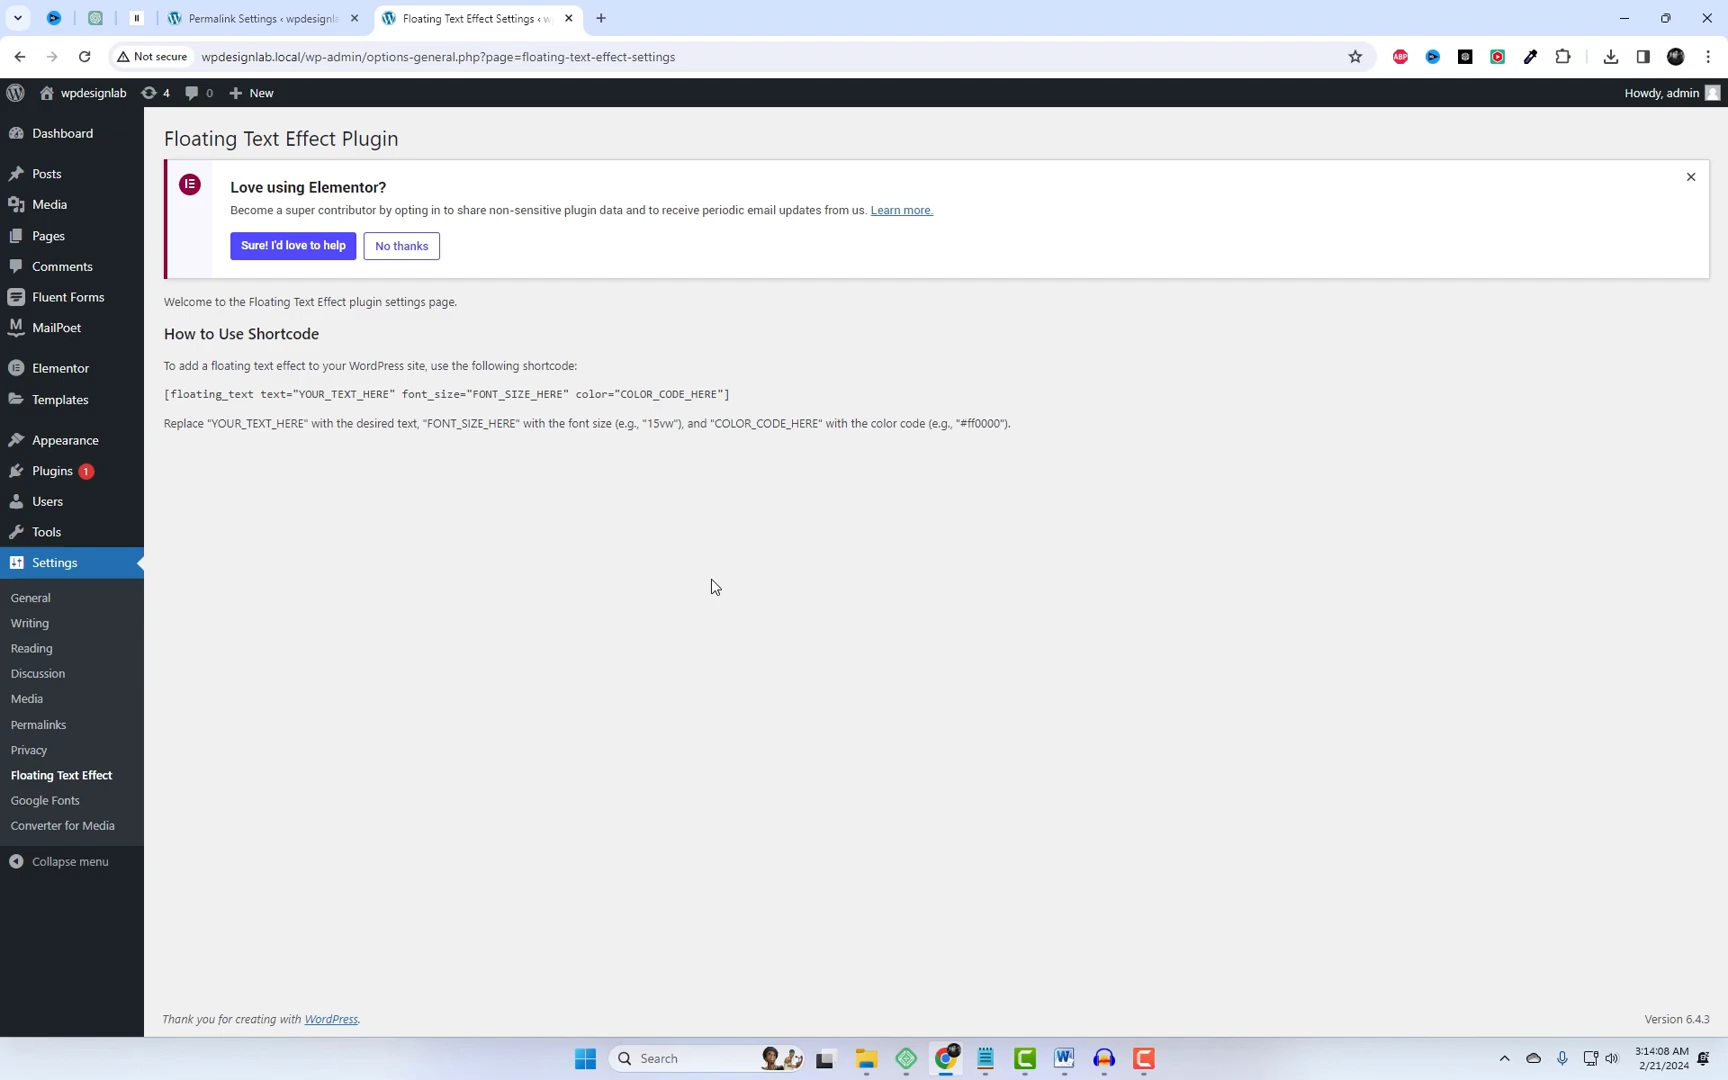 Permalink Settings ‹ wpdesignl
Floating Text Effect Settings ‹ w
Not secure
wpdesignlab.local/wp-admin/options-general.php?page=floating-text-effect-settings
ABP
wpdesignlab
4
0
New
Howdy, admin
Dashboard
Posts
Media
Pages
Comments
Fluent Forms
MailPoet
Elementor
Templates
Appearance
Plugins 1
Users
Tools
Settings
General
Writing
Reading
Discussion
Media
Permalinks
Privacy
Floating Text Effect
Google Fonts
Converter for Media
Collapse menu
Floating Text Effect Plugin
Love using Elementor?
Become a super contributor by opting in to share non-sensitive plugin data and to receive periodic email updates from us. Learn more.
Sure! I'd love to help
No thanks
Welcome to the Floating Text Effect plugin settings page.
How to Use Shortcode
To add a floating text effect to your WordPress site, use the following shortcode:
[floating_text text="YOUR_TEXT_HERE" font_size="FONT_SIZE_HERE" color="COLOR_CODE_HERE"]
Replace "YOUR_TEXT_HERE" with the desired text, "FONT_SIZE_HERE" with the font size (e.g., "15vw"), and "COLOR_CODE_HERE" with the color code (e.g., "#ff0000").
Thank you for creating with WordPress.
Version 6.4.3
Search
3:14:08 AM
2/21/2024